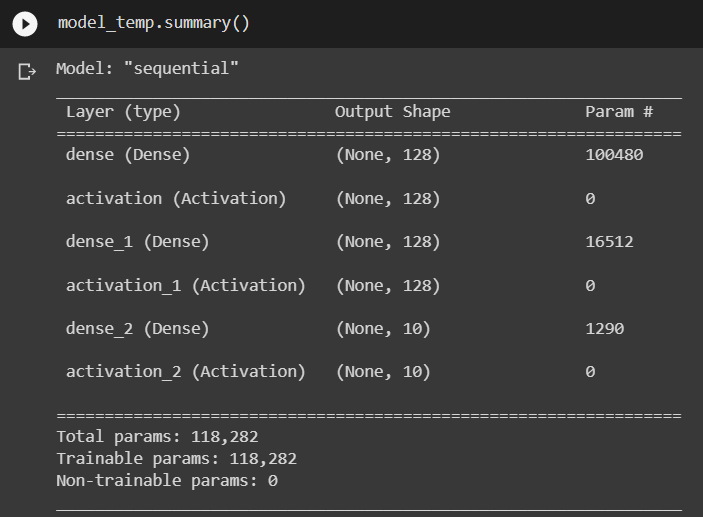 model_temp.summary()
Model: "sequential"
_________________________________________________________________
Layer (type) Output Shape Param #
=================================================================
dense (Dense) (None, 128) 100480
activation (Activation) (None, 128) 0
dense_1 (Dense) (None, 128) 16512
activation_1 (Activation) (None, 128) 0
dense_2 (Dense) (None, 10) 1290
activation_2 (Activation) (None, 10) 0
=================================================================
Total params: 118,282
Trainable params: 118,282
Non-trainable params: 0
_________________________________________________________________